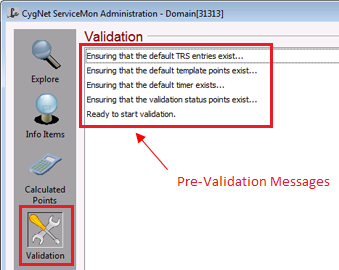 CygNet ServiceMon Administration - Domain[31313]
Validation
Ensuring that the default TRS entries exist...
Ensuring that the default template points exist...
Ensuring that the default timer exists...
Ensuring that the validation status points exist...
Ready to start validation.
Explore
Info Items
Calculated
Points
Validation
Pre-Validation Messages